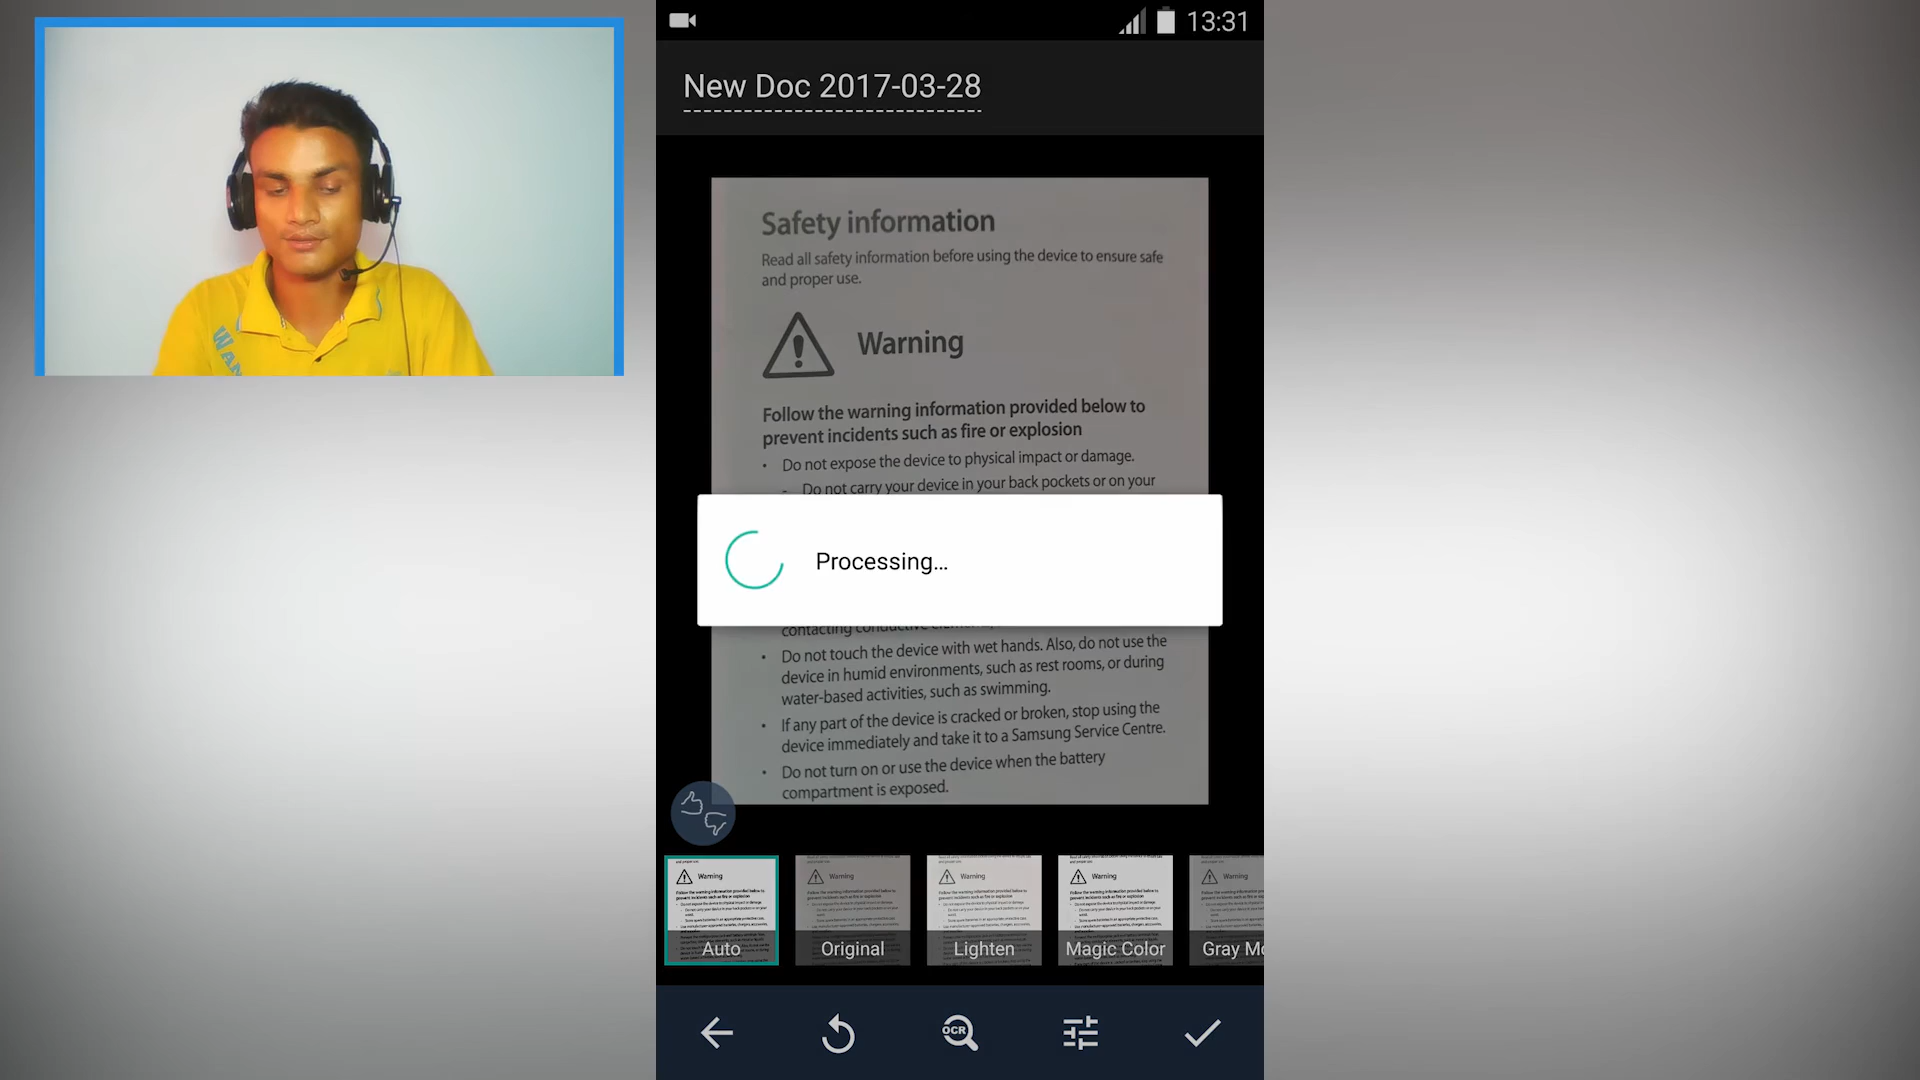 13:31
New Doc 2017-03-28
Safety information
Read all safety information before using the device to ensure safe
and proper use.
Warning
Follow the warning information provided below to
prevent incidents such as fire or explosion
• Do not expose the device to physical impact or damage.
- Do not carry your device in your back pockets or on your
Processing...
contacting conductive
• Do not touch the device with wet hands. Also, do not use the
device in humid environments, such as rest rooms, or during
water-based activities, such as swimming.
• If any part of the device is cracked or broken, stop using the
device immediately and take it to a Samsung Service Centre.
• Do not turn on or use the device when the battery
compartment is exposed.
Warning
Warning
Warning
Warning
Warning
Auto
Original
Lighten
Magic Color
Gray Mo
OCR